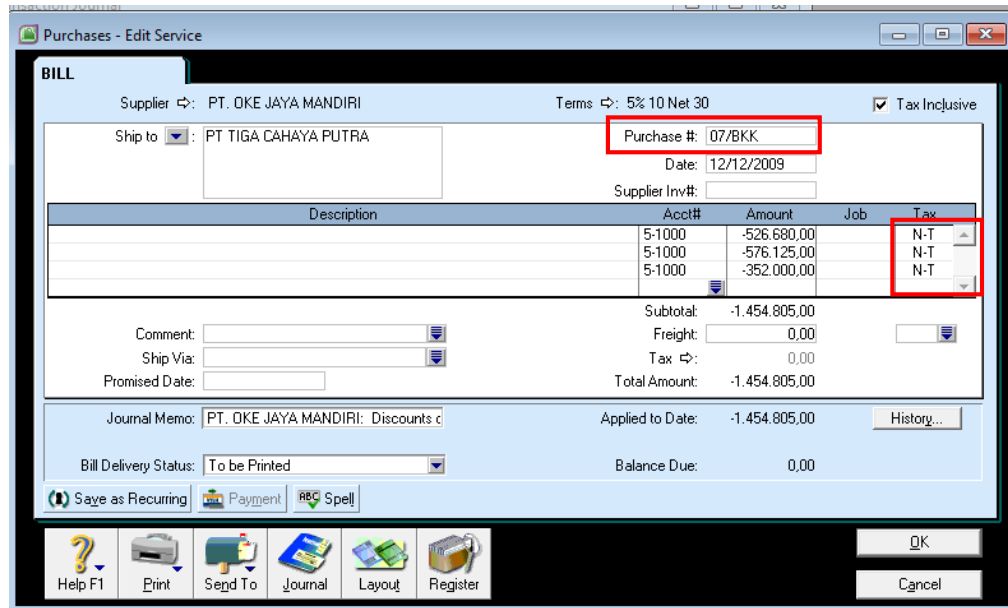 nsaction Journal
Purchases - Edit Service
BILL
Supplier : PT. OKE JAYA MANDIRI Terms : 5% 10 Net 30 Tax Inclusive
Ship to : PT TIGA CAHAYA PUTRA Purchase #: 07/BKK
Date: 12/12/2009
Supplier Inv#:
Description Acct# Amount Job Tax
5-1000 -526.680,00 N-T
5-1000 -576.125,00 N-T
5-1000 -352.000,00 N-T
Subtotal: -1.454.805,00
Comment: Freight: 0,00
Ship Via: Tax : 0,00
Promised Date: Total Amount: -1.454.805,00
Journal Memo: PT. OKE JAYA MANDIRI: Discounts Applied to Date: -1.454.805,00 History...
Bill Delivery Status: To be Printed Balance Due: 0,00
Save as Recurring Payment ABC Spell
Help F1 Print Send To Journal Layout Register OK
Cancel